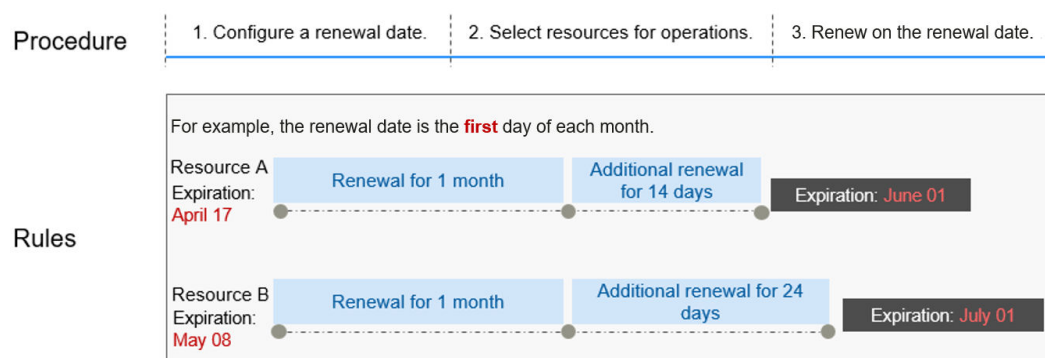 Procedure
1. Configure a renewal date.
2. Select resources for operations.
3. Renew on the renewal date.
Rules
For example, the renewal date is the first day of each month.
Resource A
Expiration:
April 17
Renewal for 1 month
Additional renewal
for 14 days
Expiration: June 01
Resource B
Expiration:
May 08
Renewal for 1 month
Additional renewal for 24
days
Expiration: July 01